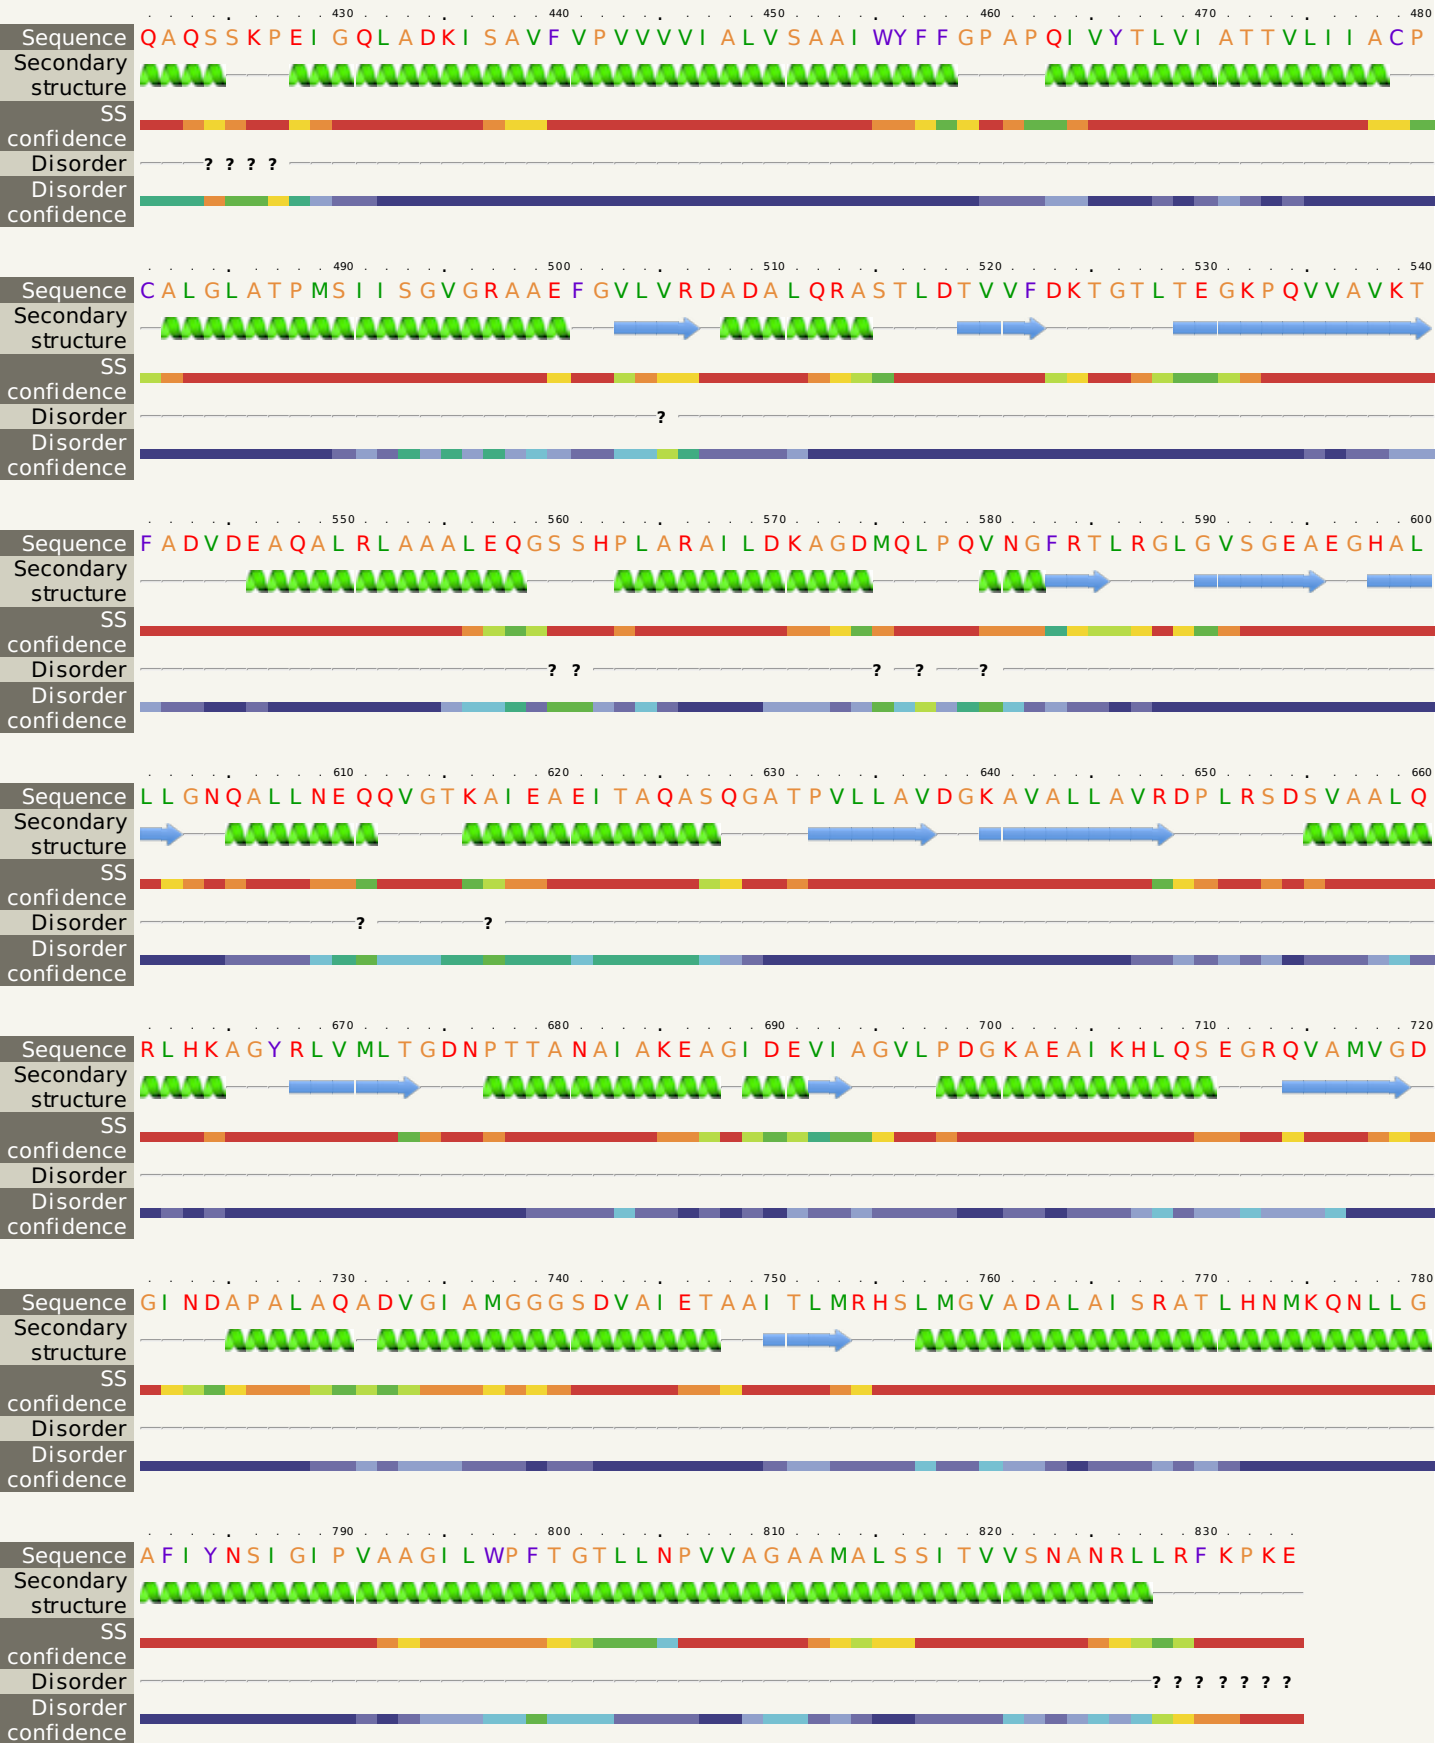 . . . . . . . . 430 . . . . . . . . 440 . . . . . . . . 450 . . . . . . . . 460 . . . . . . . . 470 . . . . . . . . 480
Sequence QAQSSKPEIGQLADKISAVFVPVVVVIALVSAAIWYFFGPAPQIVYTLVIATTVLIIACP
Secondary
structure
SS
confidence
Disorder ? ? ? ?
Disorder
confidence
. . . . . . . . 490 . . . . . . . . 500 . . . . . . . . 510 . . . . . . . . 520 . . . . . . . . 530 . . . . . . . . 540
Sequence CALGLATPMSIISGVGRAAEFGVLVRDADALQRASTLDTVVFDKTGTLTEGKPQVVAVKT
Secondary
structure
SS
confidence
Disorder ?
Disorder
confidence
. . . . . . . . 550 . . . . . . . . 560 . . . . . . . . 570 . . . . . . . . 580 . . . . . . . . 590 . . . . . . . . 600
Sequence FADVDEAQALRLAAALEQGSSHPLARAILDKAGDMQLPQVNGFRTLRGLGVSGEAEGHAL
Secondary
structure
SS
confidence
Disorder ? ? ? ? ?
Disorder
confidence
. . . . . . . . 610 . . . . . . . . 620 . . . . . . . . 630 . . . . . . . . 640 . . . . . . . . 650 . . . . . . . . 660
Sequence LLGNQALLNEQQVGTKAIEAEITAQASQGATPVLLAVDGKAVALLAVRDPLRSDSVAALQ
Secondary
structure
SS
confidence
Disorder ? ?
Disorder
confidence
. . . . . . . . 670 . . . . . . . . 680 . . . . . . . . 690 . . . . . . . . 700 . . . . . . . . 710 . . . . . . . . 720
Sequence RLHKAGYRLVMLTGDNPTTANAIAKEAGIDEVIAGVLPDGKAEAIKHLQSEGRQVAMVGD
Secondary
structure
SS
confidence
Disorder
Disorder
confidence
. . . . . . . . 730 . . . . . . . . 740 . . . . . . . . 750 . . . . . . . . 760 . . . . . . . . 770 . . . . . . . . 780
Sequence GINDAPALAQADVGIAMGGGSDVAIETAAITLMRHSLMGVADALAISRATLHNMKQNLLG
Secondary
structure
SS
confidence
Disorder
Disorder
confidence
. . . . . . . . 790 . . . . . . . . 800 . . . . . . . . 810 . . . . . . . . 820 . . . . . . . . 830 . . . .
Sequence AFIYNSIGIPVAAGILWPFTGTLLNPVVAGAAMALSSITVVSNANRLLRFKPKE
Secondary
structure
SS
confidence
Disorder ? ? ? ? ? ? ?
Disorder
confidence